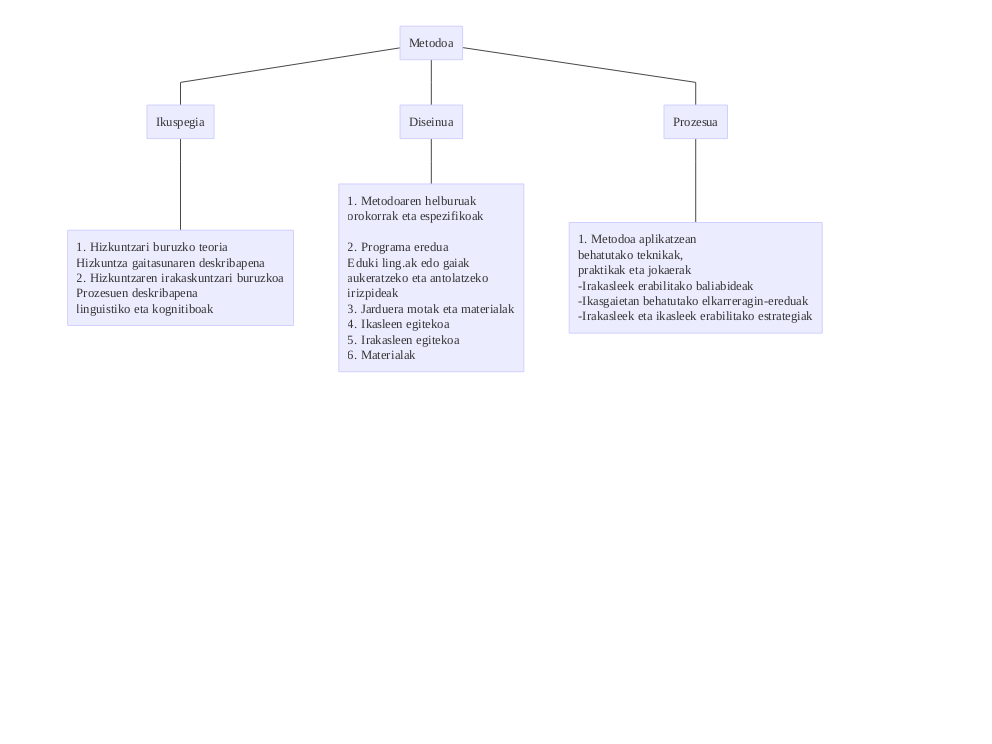 Metodoa
Ikuspegia
Diseinua
Prozesua
1. Hizkuntzari buruzko teoria
Hizkuntza gaitasunaren deskribapena
2. Hizkuntzaren irakaskuntzari buruzkoa
Prozesuen deskribapena
linguistiko eta kognitiboak
1. Metodoaren helburuak
orokorrak eta espezifikoak
2. Programa eredua
Eduki ling.ak edo gaiak
aukeratzeko eta antolatzeko
irizpideak
3. Jarduera motak eta materialak
4. Ikasleen egitekoa
5. Irakasleen egitekoa
6. Materialak
1. Metodoa aplikatzean
behatutako teknikak,
praktikak eta jokaerak
-Irakasleek erabilitako baliabideak
-Ikasgaietan behatutako elkarreragin-ereduak
-Irakasleek eta ikasleek erabilitako estrategiak